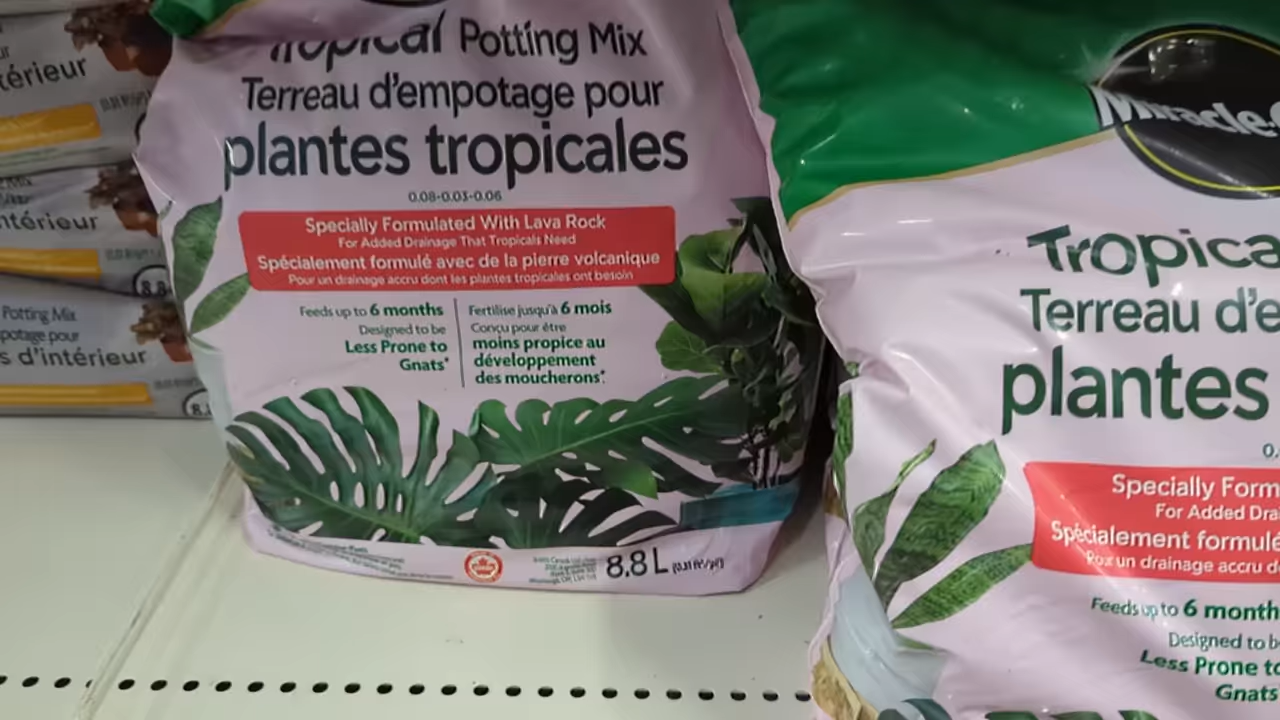 Tropical Potting Mix
Terreau d'empotage pour
plantes tropicales
0.08-0.03-0.06
Specially Formulated With Lava Rock
For Added Drainage That Tropicals Need
Spécialement formulé avec de la pierre volcanique
Pour un drainage accru dont les plantes tropicales ont besoin
Feeds up to 6 months
Designed to be
Less Prone to
Gnats*
Fertilise jusqu'à 6 mois
Conçu pour être
moins propice au
développement
des moucherons*.
8.8 L
térieur
ntérieur
8.8
Potting Mix
potage pour
s d'intérieur
8.
Miracle-
Tropica
Terreau d'e
plantes
0.
Specially Form
For Added Dra
Spécialement formulé
Pour un drainage accru d
Feeds up to 6 month
Designed to b
Less Prone to
Gnats